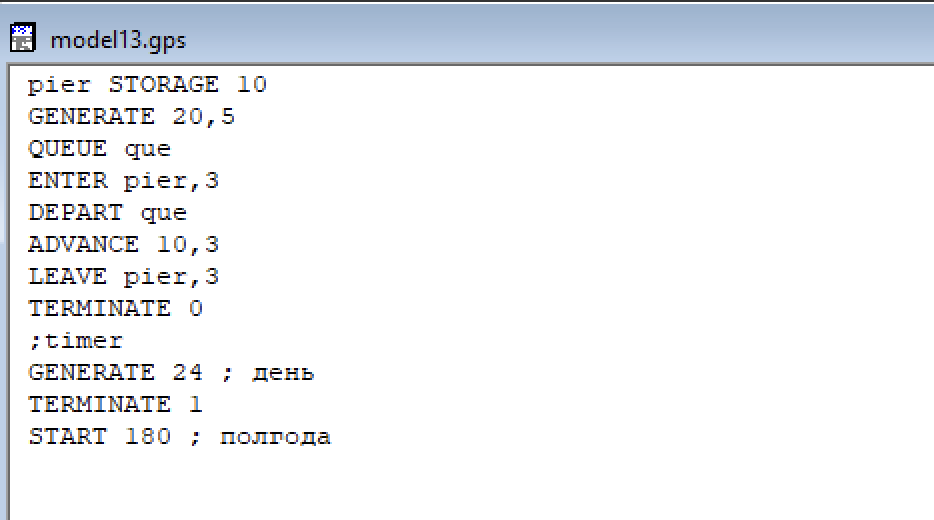 model13.gps
pier STORAGE 10
GENERATE 20,5
QUEUE que
ENTER pier,3
DEPART que
ADVANCE 10,3
LEAVE pier,3
TERMINATE 0
;timer
GENERATE 24 ; день
TERMINATE 1
START 180 ; полгода